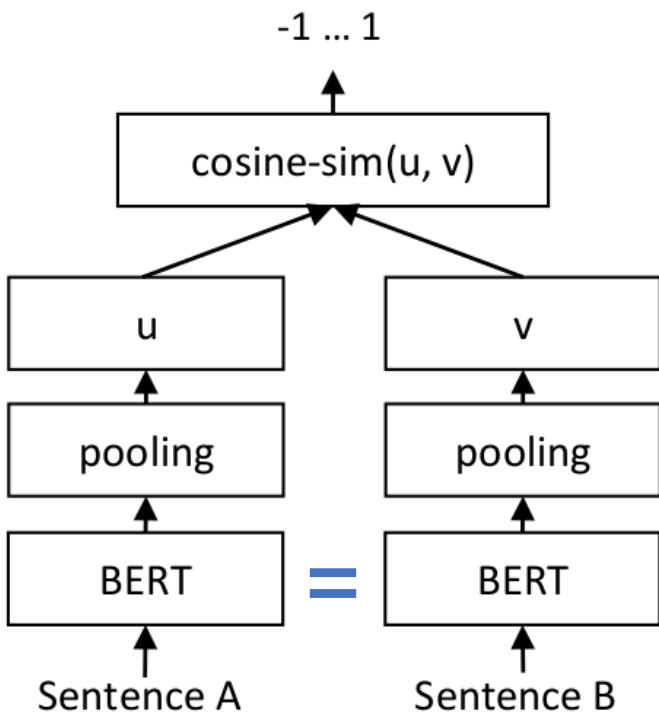 -1 ... 1
cosine-sim(u, v)
u
v
pooling
pooling
BERT
=
BERT
Sentence A
Sentence B